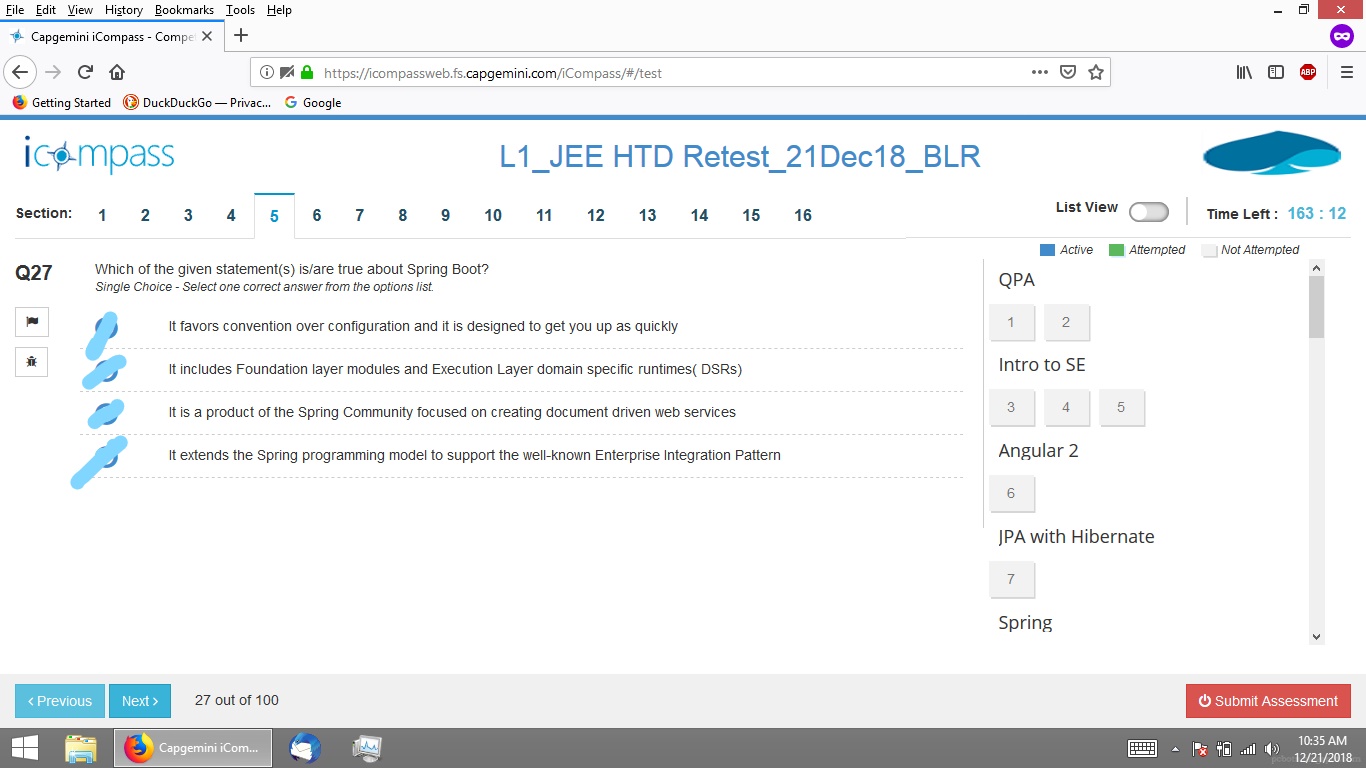 File Edit View History Bookmarks Tools Help
Capgemini iCompass - Compet
https://icompassweb.fs.capgemini.com/iCompass/#/test
ABP
Getting Started DuckDuckGo — Privac... Google
icompass
L1_JEE HTD Retest_21Dec18_BLR
Section: 1 2 3 4 5 6 7 8 9 10 11 12 13 14 15 16
List View
Time Left : 163 : 12
Active Attempted Not Attempted
Q27
Which of the given statement(s) is/are true about Spring Boot?
Single Choice - Select one correct answer from the options list.
It favors convention over configuration and it is designed to get you up as quickly
It includes Foundation layer modules and Execution Layer domain specific runtimes( DSRs)
It is a product of the Spring Community focused on creating document driven web services
It extends the Spring programming model to support the well-known Enterprise Integration Pattern
QPA
1 2
Intro to SE
3 4 5
Angular 2
6
JPA with Hibernate
7
Spring
Previous Next 27 out of 100
Submit Assessment
Capgemini iCom...
10:35 AM
12/21/2018